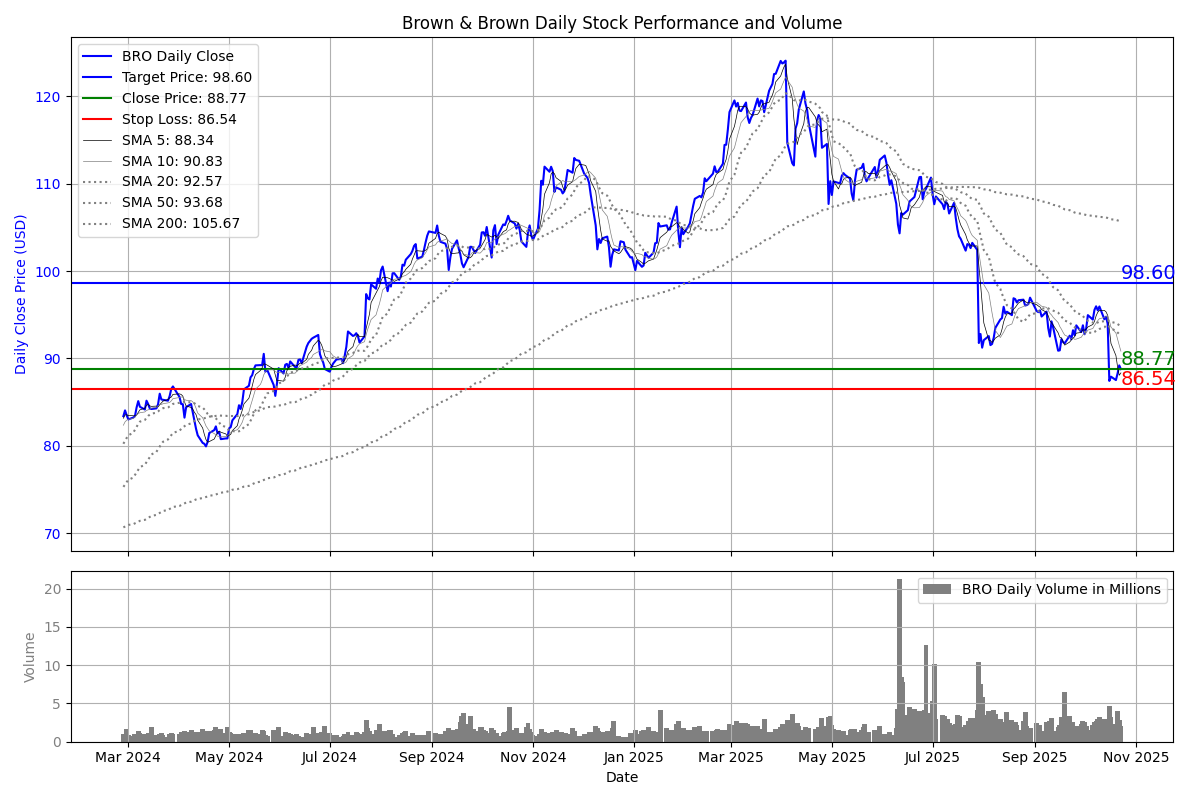 Brown & Brown Daily Stock Performance and Volume
BRO Daily Close
Target Price: 98.60
Close Price: 88.77
Stop Loss: 86.54
SMA 5: 88.34
SMA 10: 90.83
SMA 20: 92.57
SMA 50: 93.68
SMA 200: 105.67
Daily Close Price (USD)
120
110
100
90
80
70
98.60
88.77
86.54
BRO Daily Volume in Millions
Volume
20
15
10
5
0
Mar 2024 May 2024 Jul 2024 Sep 2024 Nov 2024 Jan 2025 Mar 2025 May 2025 Jul 2025 Sep 2025 Nov 2025
Date